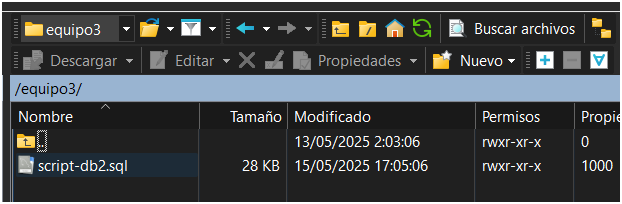 equipo3 Buscar archivos
Descargar Editar Propiedades Nuevo
/equipo3/
Nombre Tamaño Modificado Permisos Propie
.. 13/05/2025 2:03:06 rwxr-xr-x 0
script-db2.sql 28 KB 15/05/2025 17:05:06 rwxr-xr-x 1000